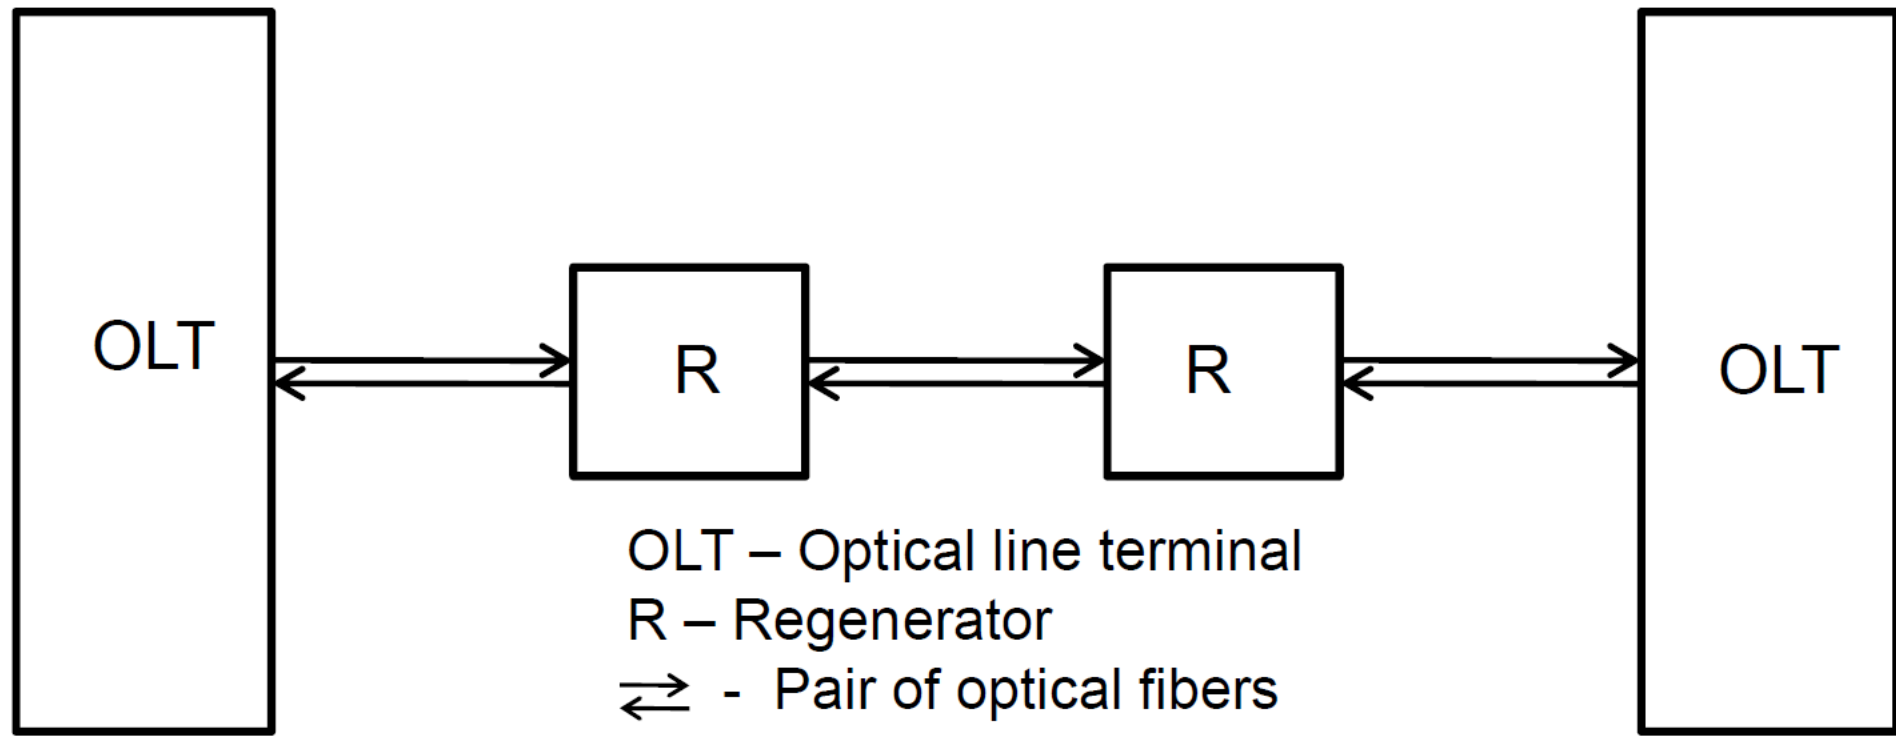 OLT
R
R
OLT
OLT – Optical line terminal
R – Regenerator
- Pair of optical fibers